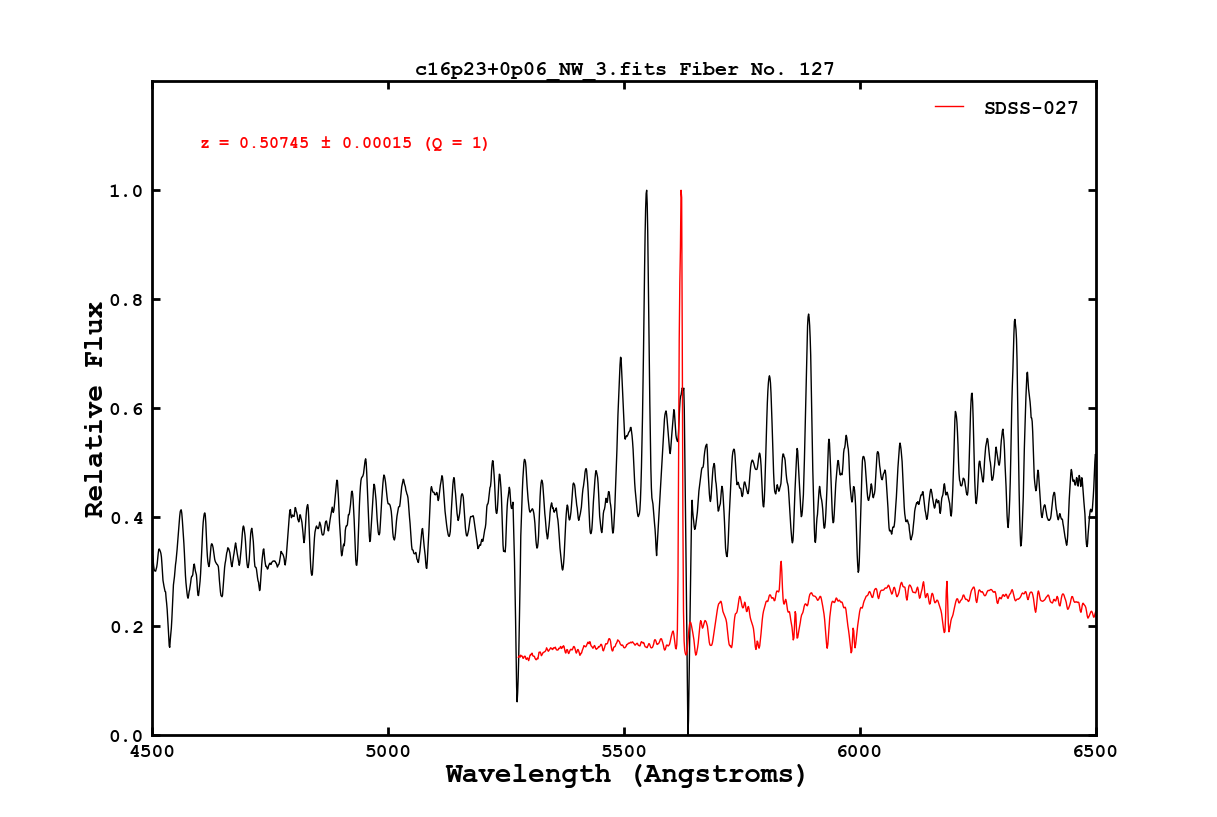 c16p23+0p06_NW_3.fits Fiber No. 127
SDSS-027
z = 0.50745 ± 0.00015 (Q = 1)
Relative Flux
1.0
0.8
0.6
0.4
0.2
0.0
4500 5000 5500 6000 6500
Wavelength (Angstroms)